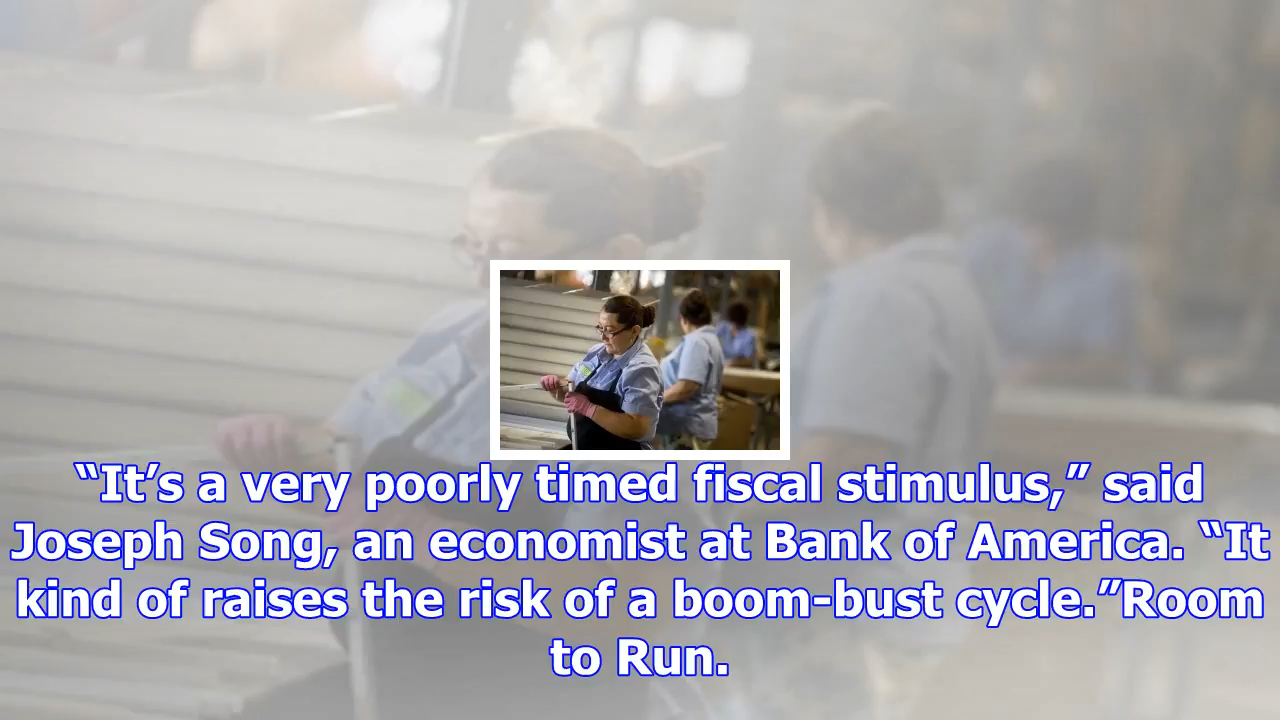 “It’s a very poorly timed fiscal stimulus,” said
Joseph Song, an economist at Bank of America. “It
kind of raises the risk of a boom-bust cycle.”Room
to Run.